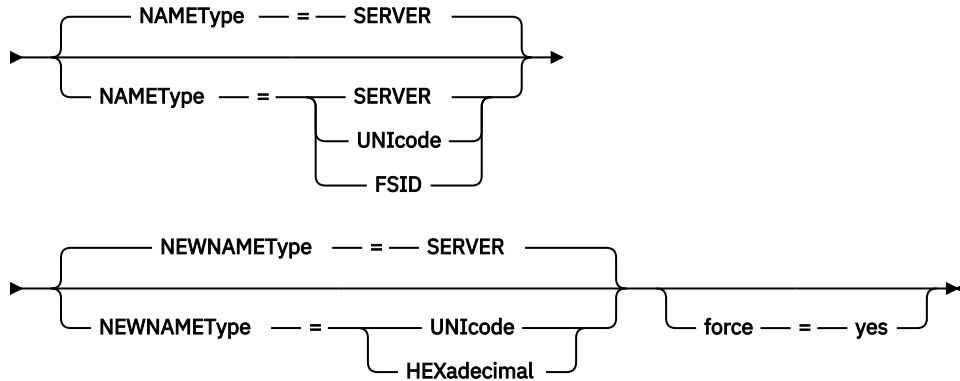 NAMEType = SERVER
NAMEType = SERVER
UNIcode
FSID
NEWNAMEType = SERVER
NEWNAMEType = UNIcode force = yes
HEXadecimal